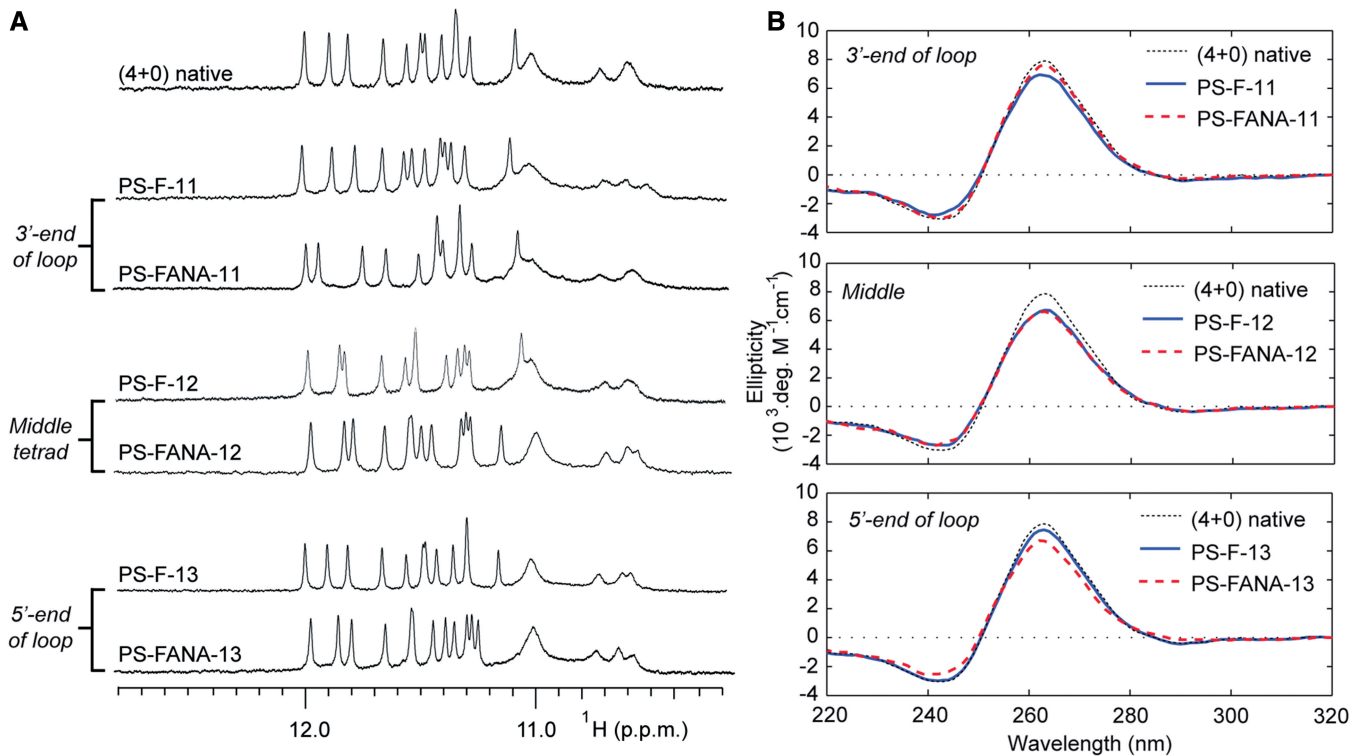 A
(4+0) native
PS-F-11
3'-end
of loop
PS-FANA-11
PS-F-12
Middle
tetrad
PS-FANA-12
PS-F-13
5'-end
of loop
PS-FANA-13
12.0
11.0
¹H (p.p.m.)
B
Ellipticity
(10³.deg. M⁻¹.cm⁻¹)
10
8
6
4
2
0
-2
-4
3'-end of loop
(4+0) native
PS-F-11
PS-FANA-11
10
8
6
4
2
0
-2
-4
Middle
(4+0) native
PS-F-12
PS-FANA-12
10
8
6
4
2
0
-2
-4
5'-end of loop
(4+0) native
PS-F-13
PS-FANA-13
220 240 260 280 300 320
Wavelength (nm)